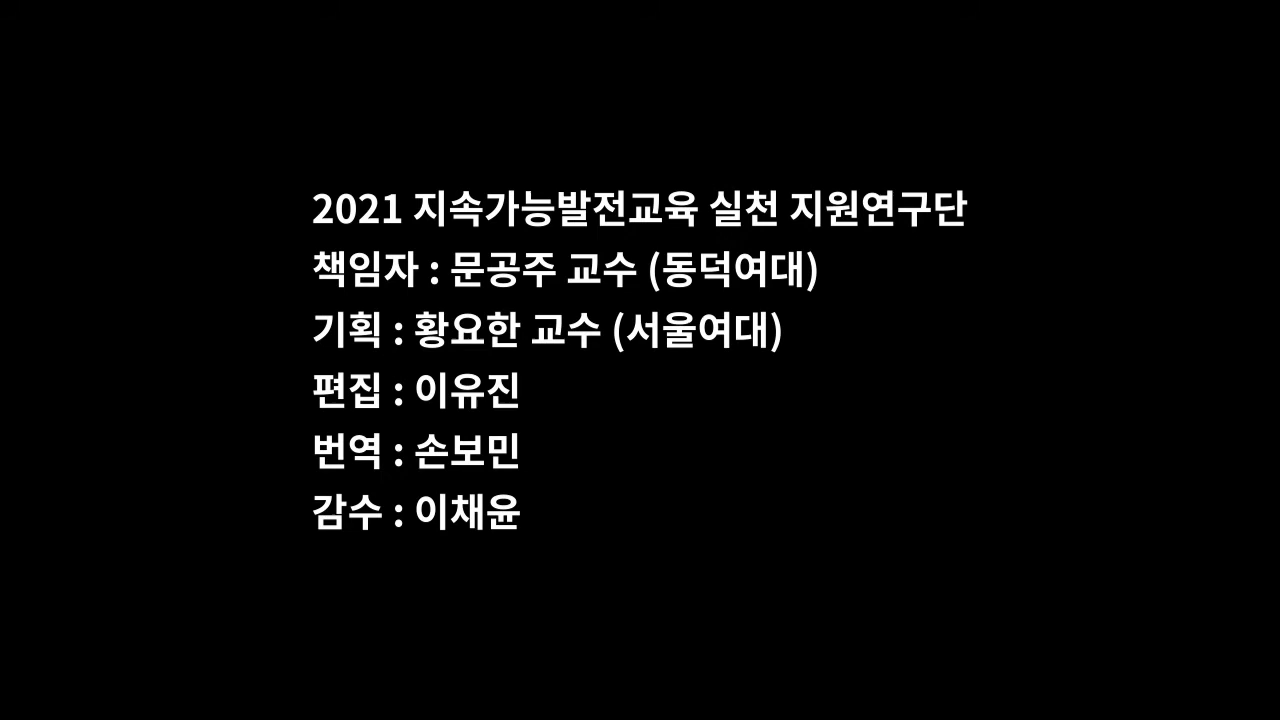 2021 지속가능발전교육 실천 지원연구단
책임자 : 문공주 교수 (동덕여대)
기획 : 황요한 교수 (서울여대)
편집 : 이유진
번역 : 손보민
감수 : 이채윤